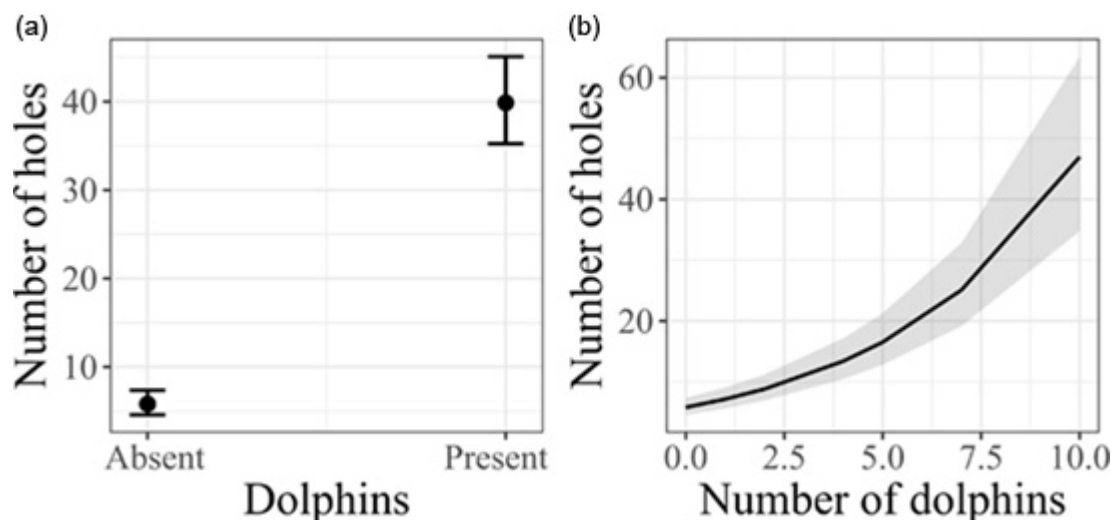 (a)
Number of holes
40
30
20
10
Absent
Present
Dolphins
(b)
Number of holes
60
40
20
0.0
2.5
5.0
7.5
10.0
Number of dolphins